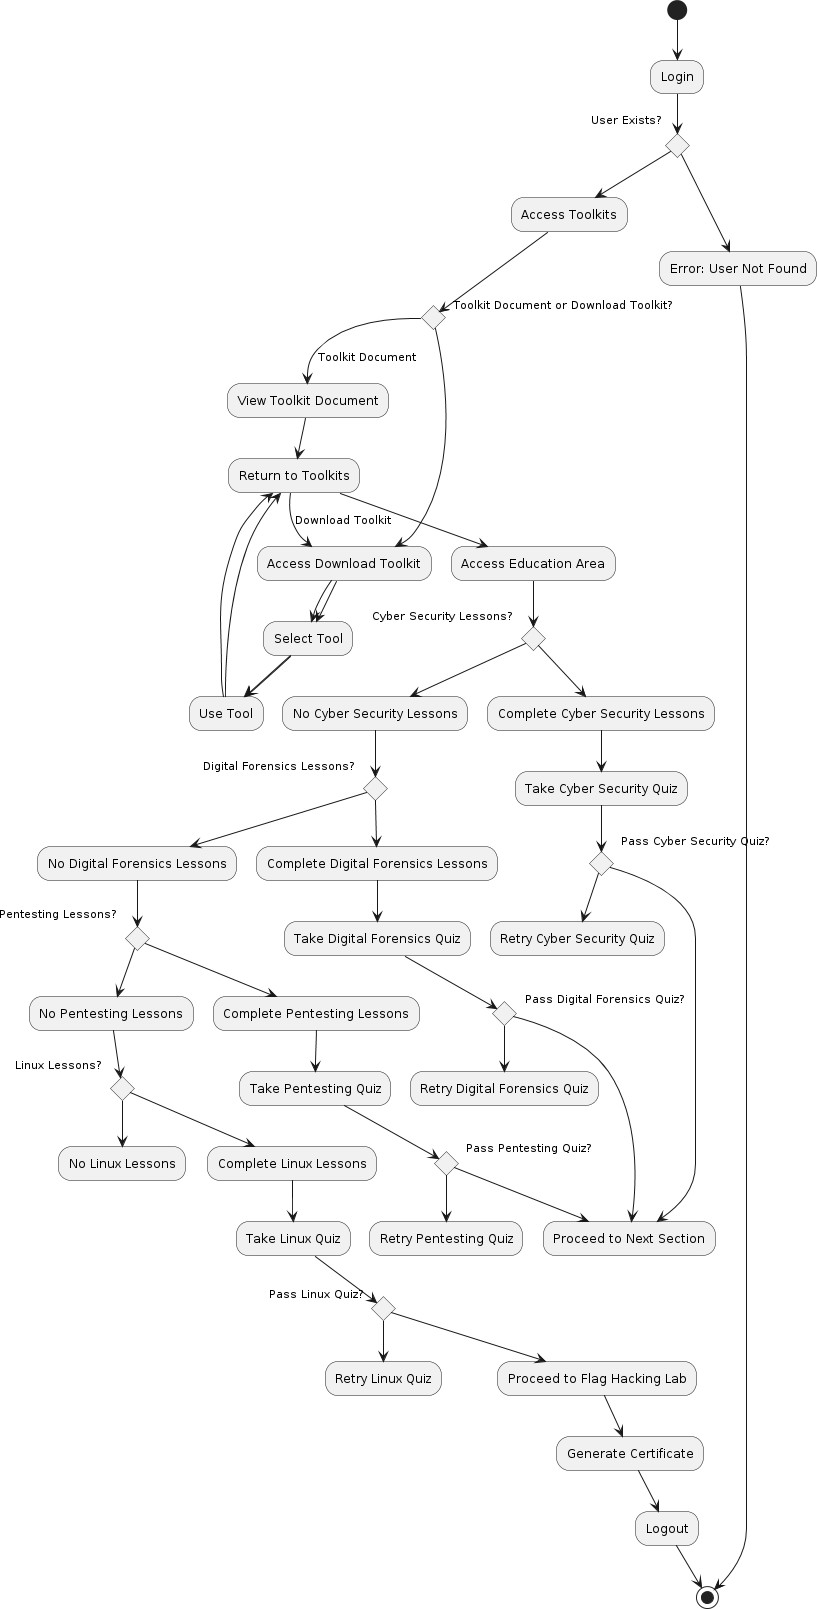 Login
User Exists?
Access Toolkits
Error: User Not Found
Toolkit Document or Download Toolkit?
Toolkit Document
View Toolkit Document
Return to Toolkits
Download Toolkit
Access Download Toolkit
Access Education Area
Cyber Security Lessons?
Select Tool
Use Tool
No Cyber Security Lessons
Complete Cyber Security Lessons
Digital Forensics Lessons?
Take Cyber Security Quiz
Pass Cyber Security Quiz?
No Digital Forensics Lessons
Complete Digital Forensics Lessons
Pentesting Lessons?
Take Digital Forensics Quiz
Retry Cyber Security Quiz
Pass Digital Forensics Quiz?
No Pentesting Lessons
Complete Pentesting Lessons
Linux Lessons?
Take Pentesting Quiz
Retry Digital Forensics Quiz
Pass Pentesting Quiz?
No Linux Lessons
Complete Linux Lessons
Take Linux Quiz
Retry Pentesting Quiz
Proceed to Next Section
Pass Linux Quiz?
Retry Linux Quiz
Proceed to Flag Hacking Lab
Generate Certificate
Logout